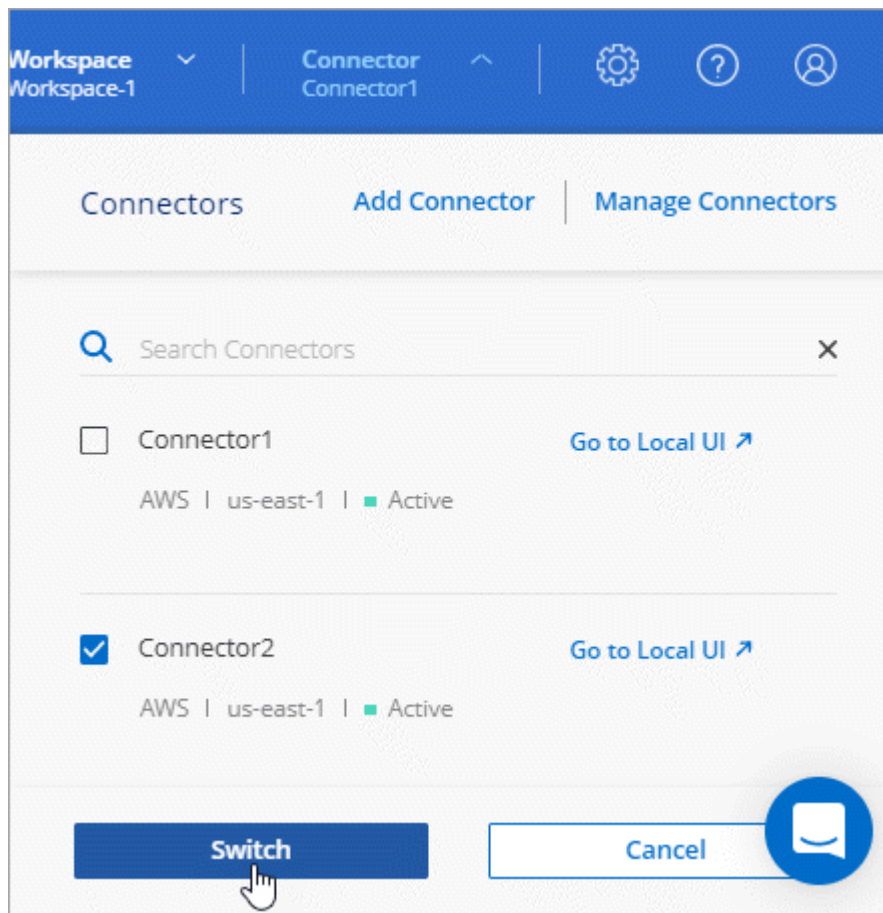 Workspace
Workspace-1
Connector
Connector1
Connectors
Add Connector
Manage Connectors
Search Connectors
Connector1
Go to Local UI
AWS | us-east-1 | Active
Connector2
Go to Local UI
AWS | us-east-1 | Active
Switch
Cancel